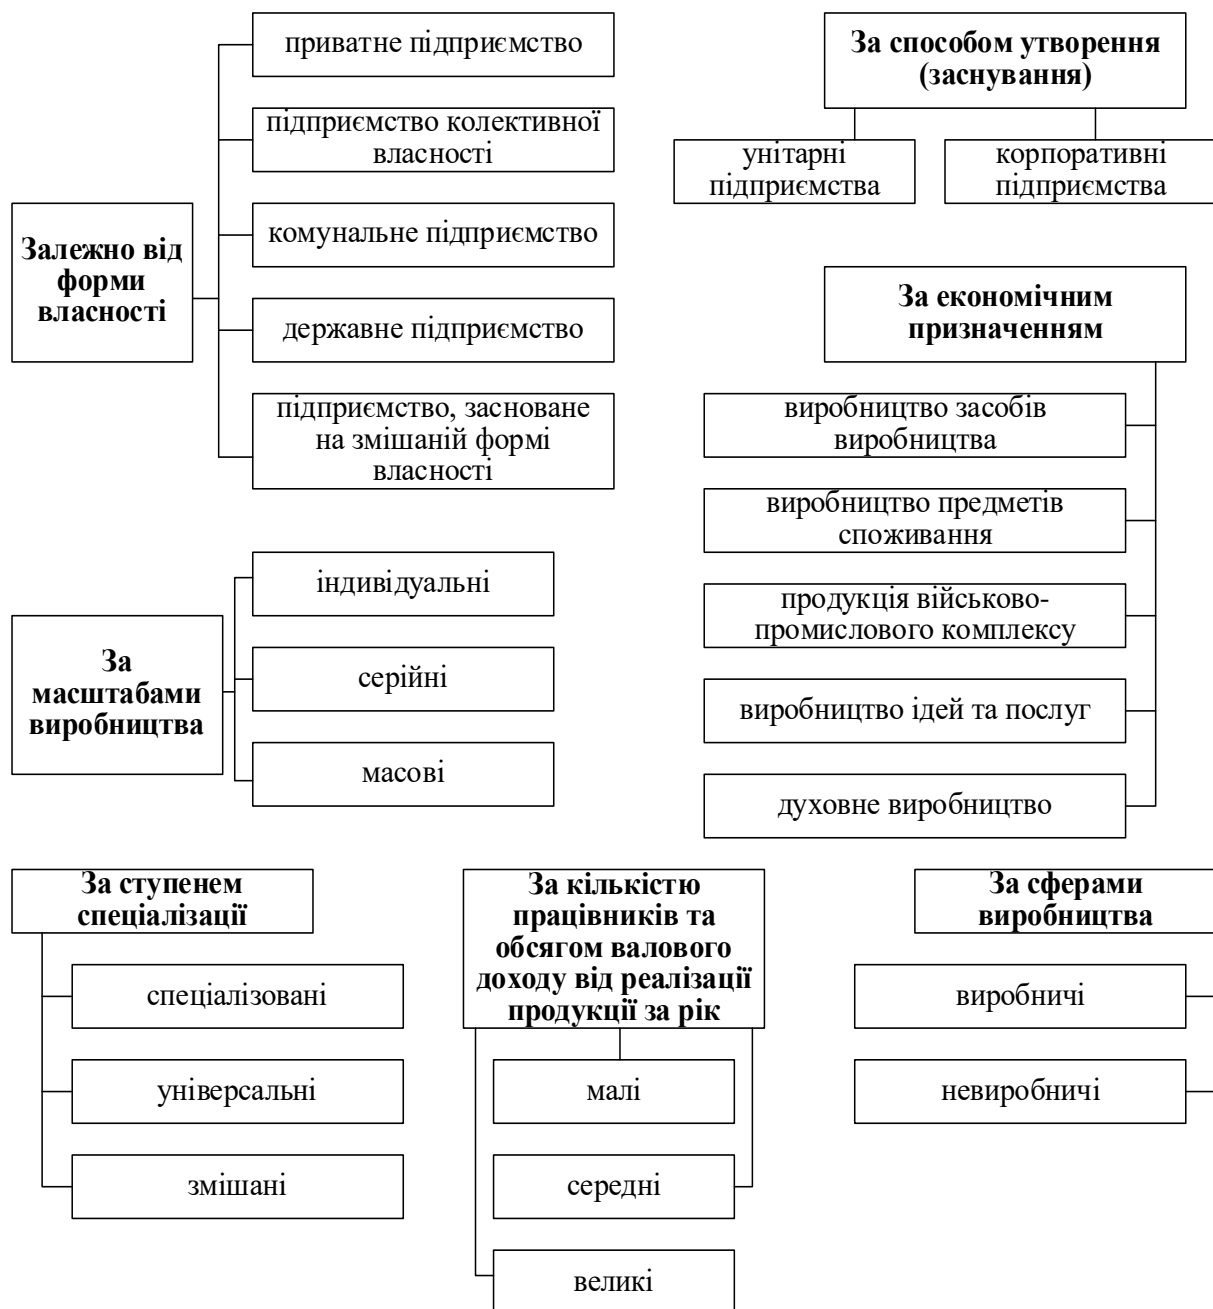 Залежно від
форми
власності
приватне підприємство
підприємство колективної
власності
комунальне підприємство
державне підприємство
підприємство, засноване
на змішаній формі
власності
За способом утворення
(заснування)
унітарні
підприємства
корпоративні
підприємства
За економічним
призначенням
виробництво засобів
виробництва
виробництво предметів
споживання
продукція військово-
промислового комплексу
виробництво ідей та послуг
духовне виробництво
За
масштабами
виробництва
індивідуальні
серійні
масові
За ступенем
спеціалізації
спеціалізовані
універсальні
змішані
За кількістю
працівників та
обсягом валового
доходу від реалізації
продукції за рік
малі
середні
великі
За сферами
виробництва
виробничі
невиробничі